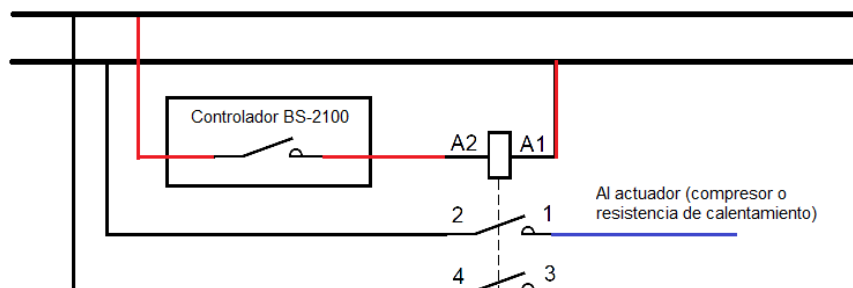 Controlador BS-2100
A2 A1
Al actuador (compresor o
resistencia de calentamiento)
2 1
4 3